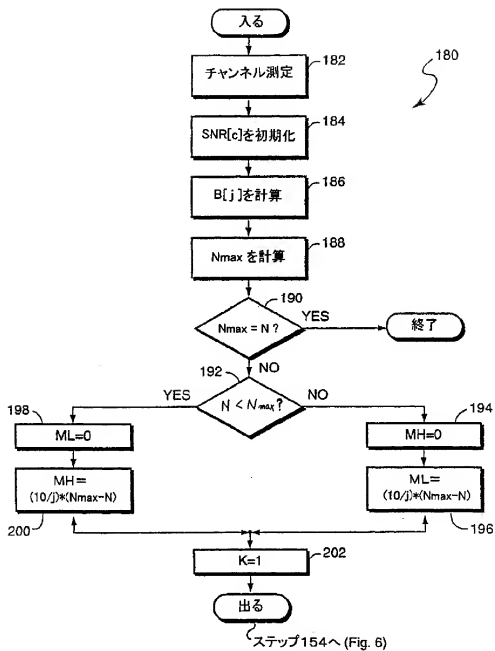 入る
チャンネル測定
182
180
SNR[c]を初期化
184
B[j]を計算
186
Nmax を計算
188
190
Nmax = N ?
YES
終了
NO
192
YES
N < Nmax?
NO
198
ML=0
194
MH=0
MH=
(10/j)*(Nmax-N)
200
ML=
(10/j)*(Nmax-N)
196
K=1
202
出る
ステップ154へ (Fig. 6)